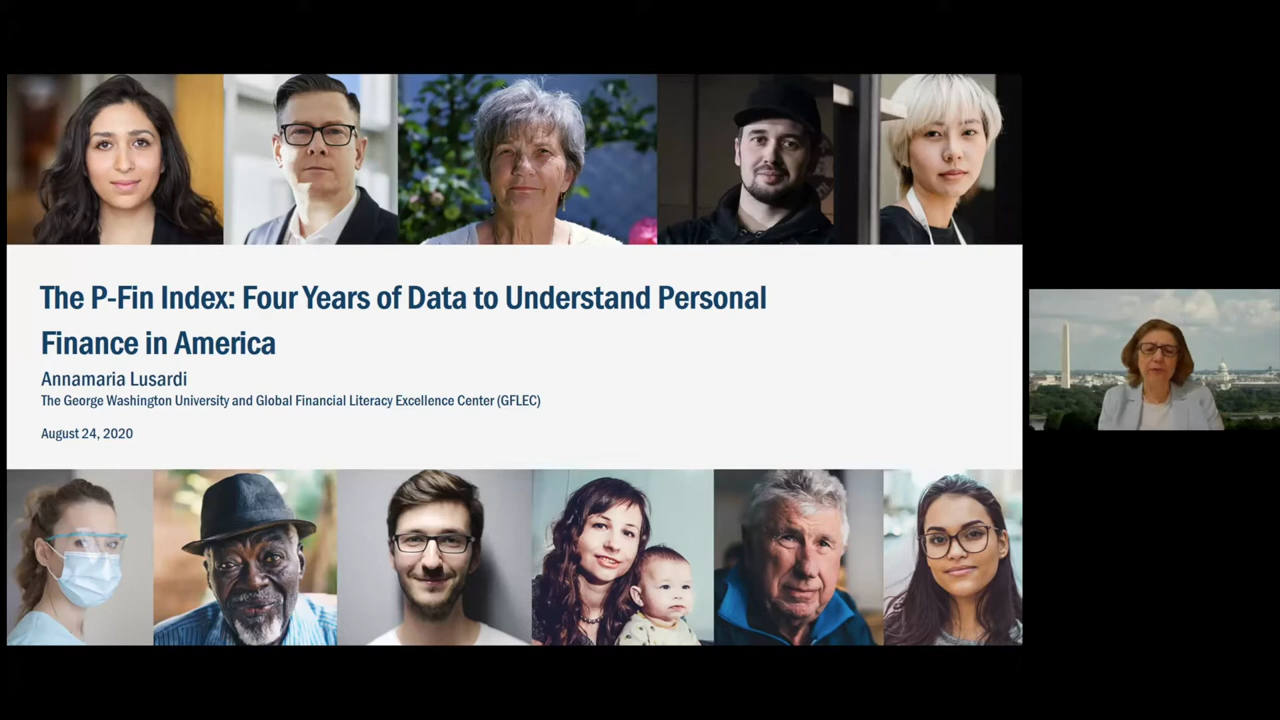 The P-Fin Index: Four Years of Data to Understand Personal
Finance in America
Annamaria Lusardi
The George Washington University and Global Financial Literacy Excellence Center (GFLEC)
August 24, 2020